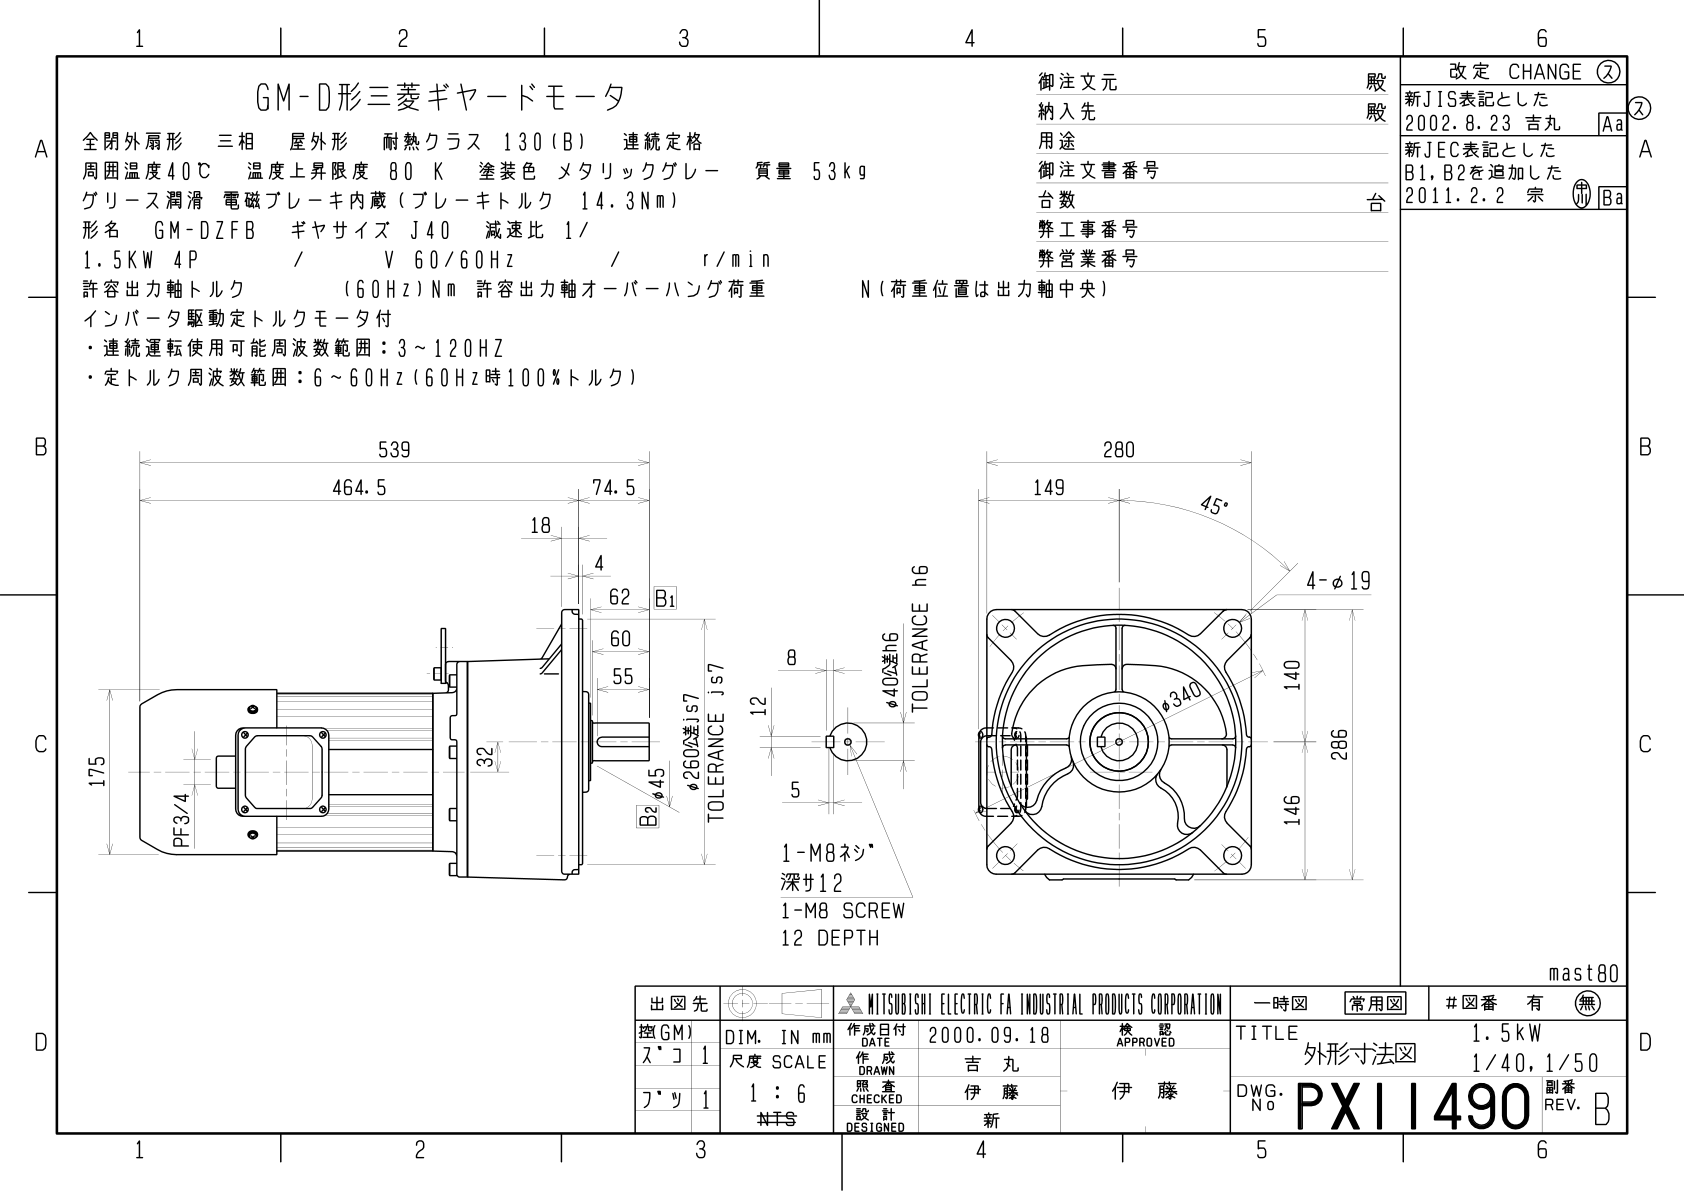 1 2 3 4 5 6
A
B
C
D
GM-D形三菱ギヤードモータ
全閉外扇形 三相 屋外形 耐熱クラス 130(B) 連続定格
周囲温度40℃ 温度上昇限度 80 K 塗装色 メタリックグレー 質量 53kg
グリース潤滑 電磁ブレーキ内蔵(ブレーキトルク 14.3Nm)
形名 GM-DZFB ギヤサイズ J40 減速比 1/
1.5KW 4P / V 60/60Hz / r/min
許容出力軸トルク (60Hz)Nm 許容出力軸オーバーハング荷重 N(荷重位置は出力軸中央)
インバータ駆動定トルクモータ付
・連続運転使用可能周波数範囲:3~120HZ
・定トルク周波数範囲:6~60Hz(60Hz時100%トルク)
御注文元 殿
納入先 殿
用途
御注文書番号
台数 台
弊工事番号
弊営業番号
改定 CHANGE ス
新JIS表記とした
2002.8.23 吉丸 Aa
ス
新JEC表記とした
B1,B2を追加した
2011.2.2 宗 中川 Ba
A
B
C
D
539
464.5 74.5
18
4
62 B1
60
55
175
PF3/4
32
φ45
B2
φ260公差js7
TOLERANCE js7
8
12
5
φ40公差h6
TOLERANCE h6
1-M8ネジ
深サ12
1-M8 SCREW
12 DEPTH
280
149
45°
4-φ19
φ340
140
286
146
mast80
出図先
控(GM)
ズコ 1
ブツ 1
DIM. IN mm
尺度 SCALE
1 : 6
NTS
MITSUBISHI ELECTRIC FA INDUSTRIAL PRODUCTS CORPORATION
作成日付
DATE
2000.09.18
作成
DRAWN
吉丸
照査
CHECKED
伊藤
設計
DESIGNED
新
検認
APPROVED
伊藤
一時図 常用図 #図番 有 無
TITLE
外形寸法図
1.5kW
1/40,1/50
DWG.
No
PX11490
副番
REV.
B
1 2 3 4 5 6